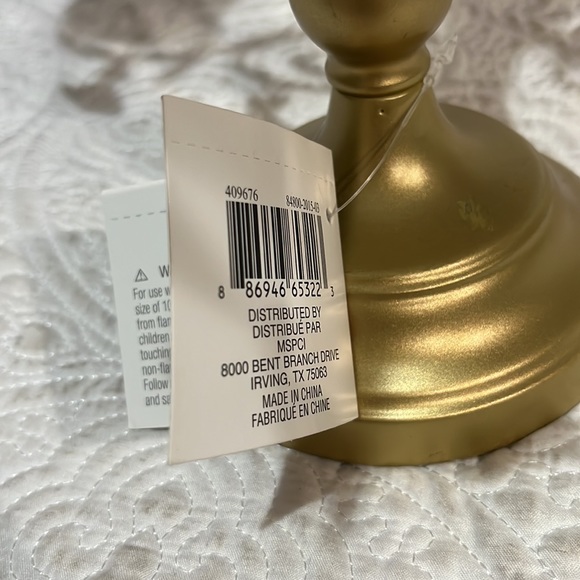 409676 84800-2015-03
8 86946 65322 3
DISTRIBUTED BY
DISTRIBUÉ PAR
MSPCI
8000 BENT BRANCH DRIVE
IRVING, TX 75063
MADE IN CHINA
FABRIQUÉ EN CHINE
⚠ W
For use w
size of 10
from flam
children
touching
non-fla
Follow
and sa